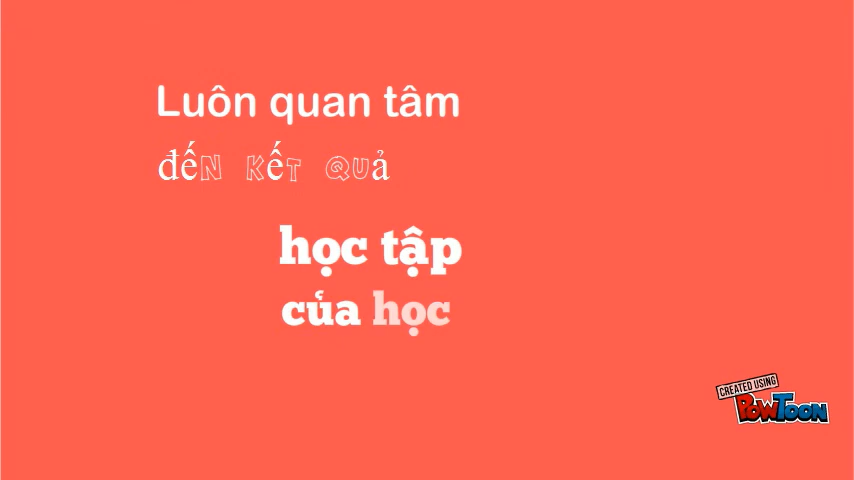 Luôn quan tâm
đến kết quả
học tập
của học
CREATED USING
POWTOON